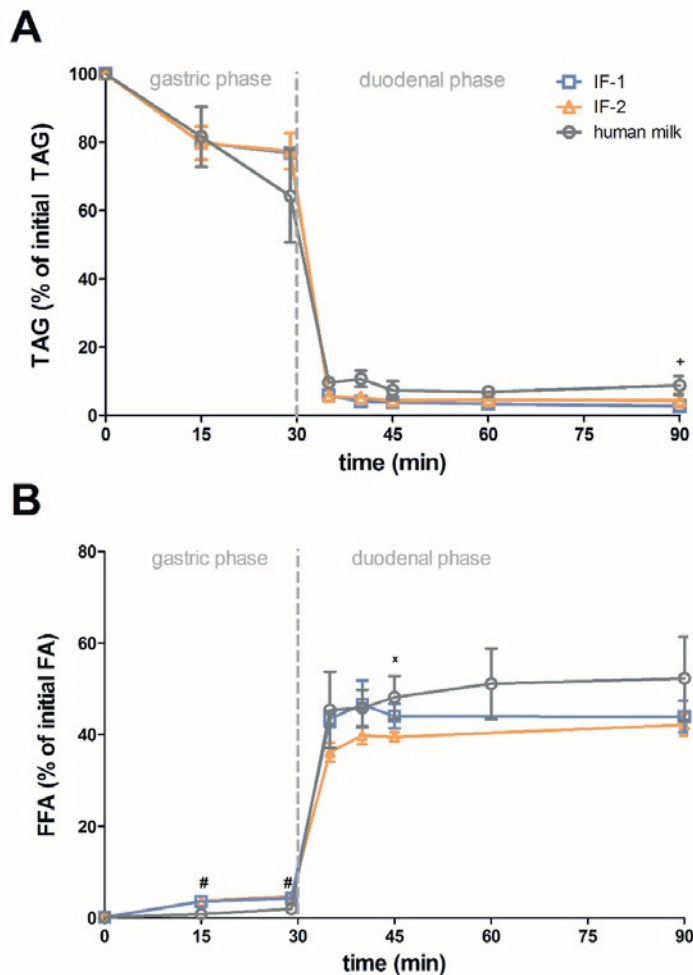 A
gastric phase
duodenal phase
IF-1
IF-2
human milk
TAG (% of initial TAG)
100
80
60
40
20
0
+
0 15 30 45 60 75 90
time (min)
B
gastric phase
duodenal phase
FFA (% of initial FA)
80
60
40
20
0
x
# #
0 15 30 45 60 75 90
time (min)